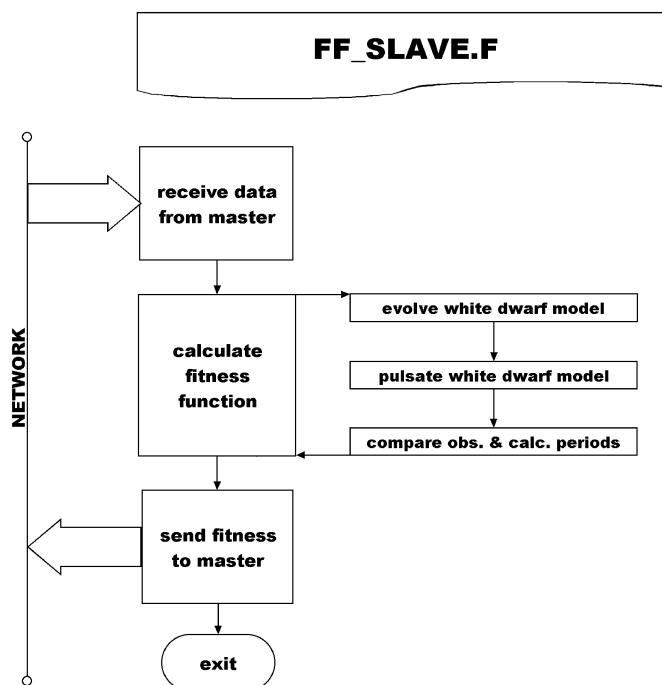 FF_SLAVE.F
NETWORK
receive data
from master
calculate
fitness
function
evolve white dwarf model
pulsate white dwarf model
compare obs. & calc. periods
send fitness
to master
exit